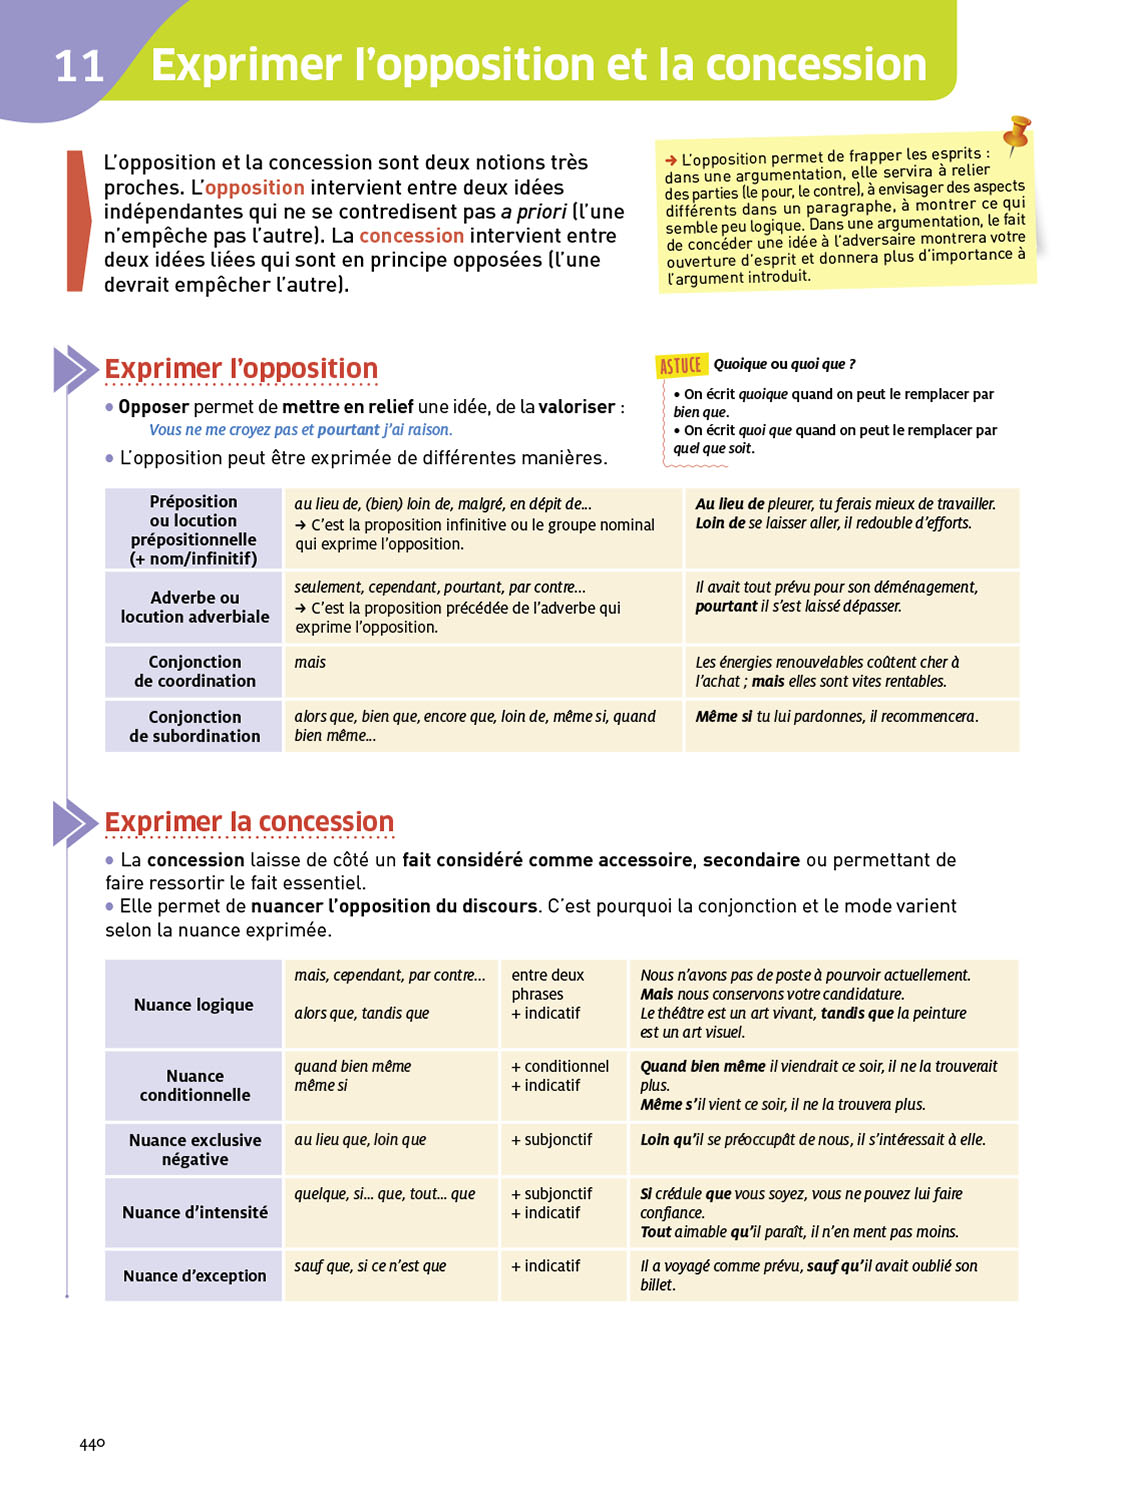 11
Exprimer l’opposition et la concession
L’opposition et la concession sont deux notions très
proches. L’opposition intervient entre deux idées
indépendantes qui ne se contredisent pas a priori (l’une
n’empêche pas l’autre). La concession intervient entre
deux idées liées qui sont en principe opposées (l’une
devrait empêcher l’autre).
➔ L’opposition permet de frapper les esprits :
dans une argumentation, elle servira à relier
des parties (le pour, le contre), à envisager des aspects
différents dans un paragraphe, à montrer ce qui
semble peu logique. Dans une argumentation, le fait
de concéder une idée à l’adversaire montrera votre
ouverture d’esprit et donnera plus d’importance à
l’argument introduit.
Exprimer l’opposition
• Opposer permet de mettre en relief une idée, de la valoriser :
Vous ne me croyez pas et pourtant j’ai raison.
• L’opposition peut être exprimée de différentes manières.
ASTUCE Quoique ou quoi que ?
• On écrit quoique quand on peut le remplacer par
bien que.
• On écrit quoi que quand on peut le remplacer par
quel que soit.
Préposition
ou locution
prépositionnelle
(+ nom/infinitif)
au lieu de, (bien) loin de, malgré, en dépit de...
➔ C’est la proposition infinitive ou le groupe nominal
qui exprime l’opposition.
Au lieu de pleurer, tu ferais mieux de travailler.
Loin de se laisser aller, il redouble d’efforts.
Adverbe ou
locution adverbiale
seulement, cependant, pourtant, par contre...
➔ C’est la proposition précédée de l’adverbe qui
exprime l’opposition.
Il avait tout prévu pour son déménagement,
pourtant il s’est laissé dépasser.
Conjonction
de coordination
mais
Les énergies renouvelables coûtent cher à
l’achat ; mais elles sont vites rentables.
Conjonction
de subordination
alors que, bien que, encore que, loin de, même si, quand
bien même...
Même si tu lui pardonnes, il recommencera.
Exprimer la concession
• La concession laisse de côté un fait considéré comme accessoire, secondaire ou permettant de
faire ressortir le fait essentiel.
• Elle permet de nuancer l’opposition du discours. C’est pourquoi la conjonction et le mode varient
selon la nuance exprimée.
Nuance logique
mais, cependant, par contre...
alors que, tandis que
entre deux
phrases
+ indicatif
Nous n’avons pas de poste à pourvoir actuellement.
Mais nous conservons votre candidature.
Le théâtre est un art vivant, tandis que la peinture
est un art visuel.
Nuance
conditionnelle
quand bien même
même si
+ conditionnel
+ indicatif
Quand bien même il viendrait ce soir, il ne la trouverait
plus.
Même s’il vient ce soir, il ne la trouvera plus.
Nuance exclusive
négative
au lieu que, loin que
+ subjonctif
Loin qu’il se préoccupât de nous, il s’intéressait à elle.
Nuance d’intensité
quelque, si... que, tout... que
+ subjonctif
+ indicatif
Si crédule que vous soyez, vous ne pouvez lui faire
confiance.
Tout aimable qu’il paraît, il n’en ment pas moins.
Nuance d’exception
sauf que, si ce n’est que
+ indicatif
Il a voyagé comme prévu, sauf qu’il avait oublié son
billet.
440